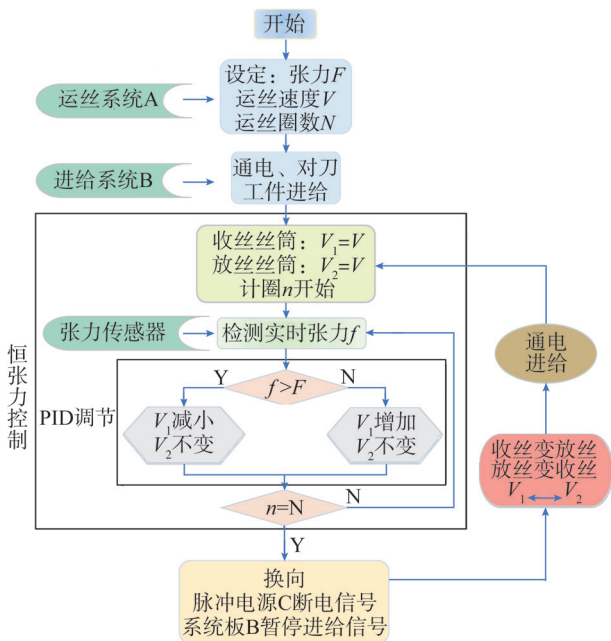 开始
设定：张力F
运丝速度V
运丝圈数N
运丝系统A
通电、对刀
工件进给
进给系统B
收丝丝筒：V₁=V
放丝丝筒：V₂=V
计圈n开始
张力传感器
检测实时张力f
恒张力控制
PID调节
Y
f>F
N
V₁减小
V₂不变
V₁增加
V₂不变
n=N
N
Y
换向
脉冲电源C断电信号
系统板B暂停进给信号
通电
进给
收丝变放丝
放丝变收丝
V₁ ↔ V₂